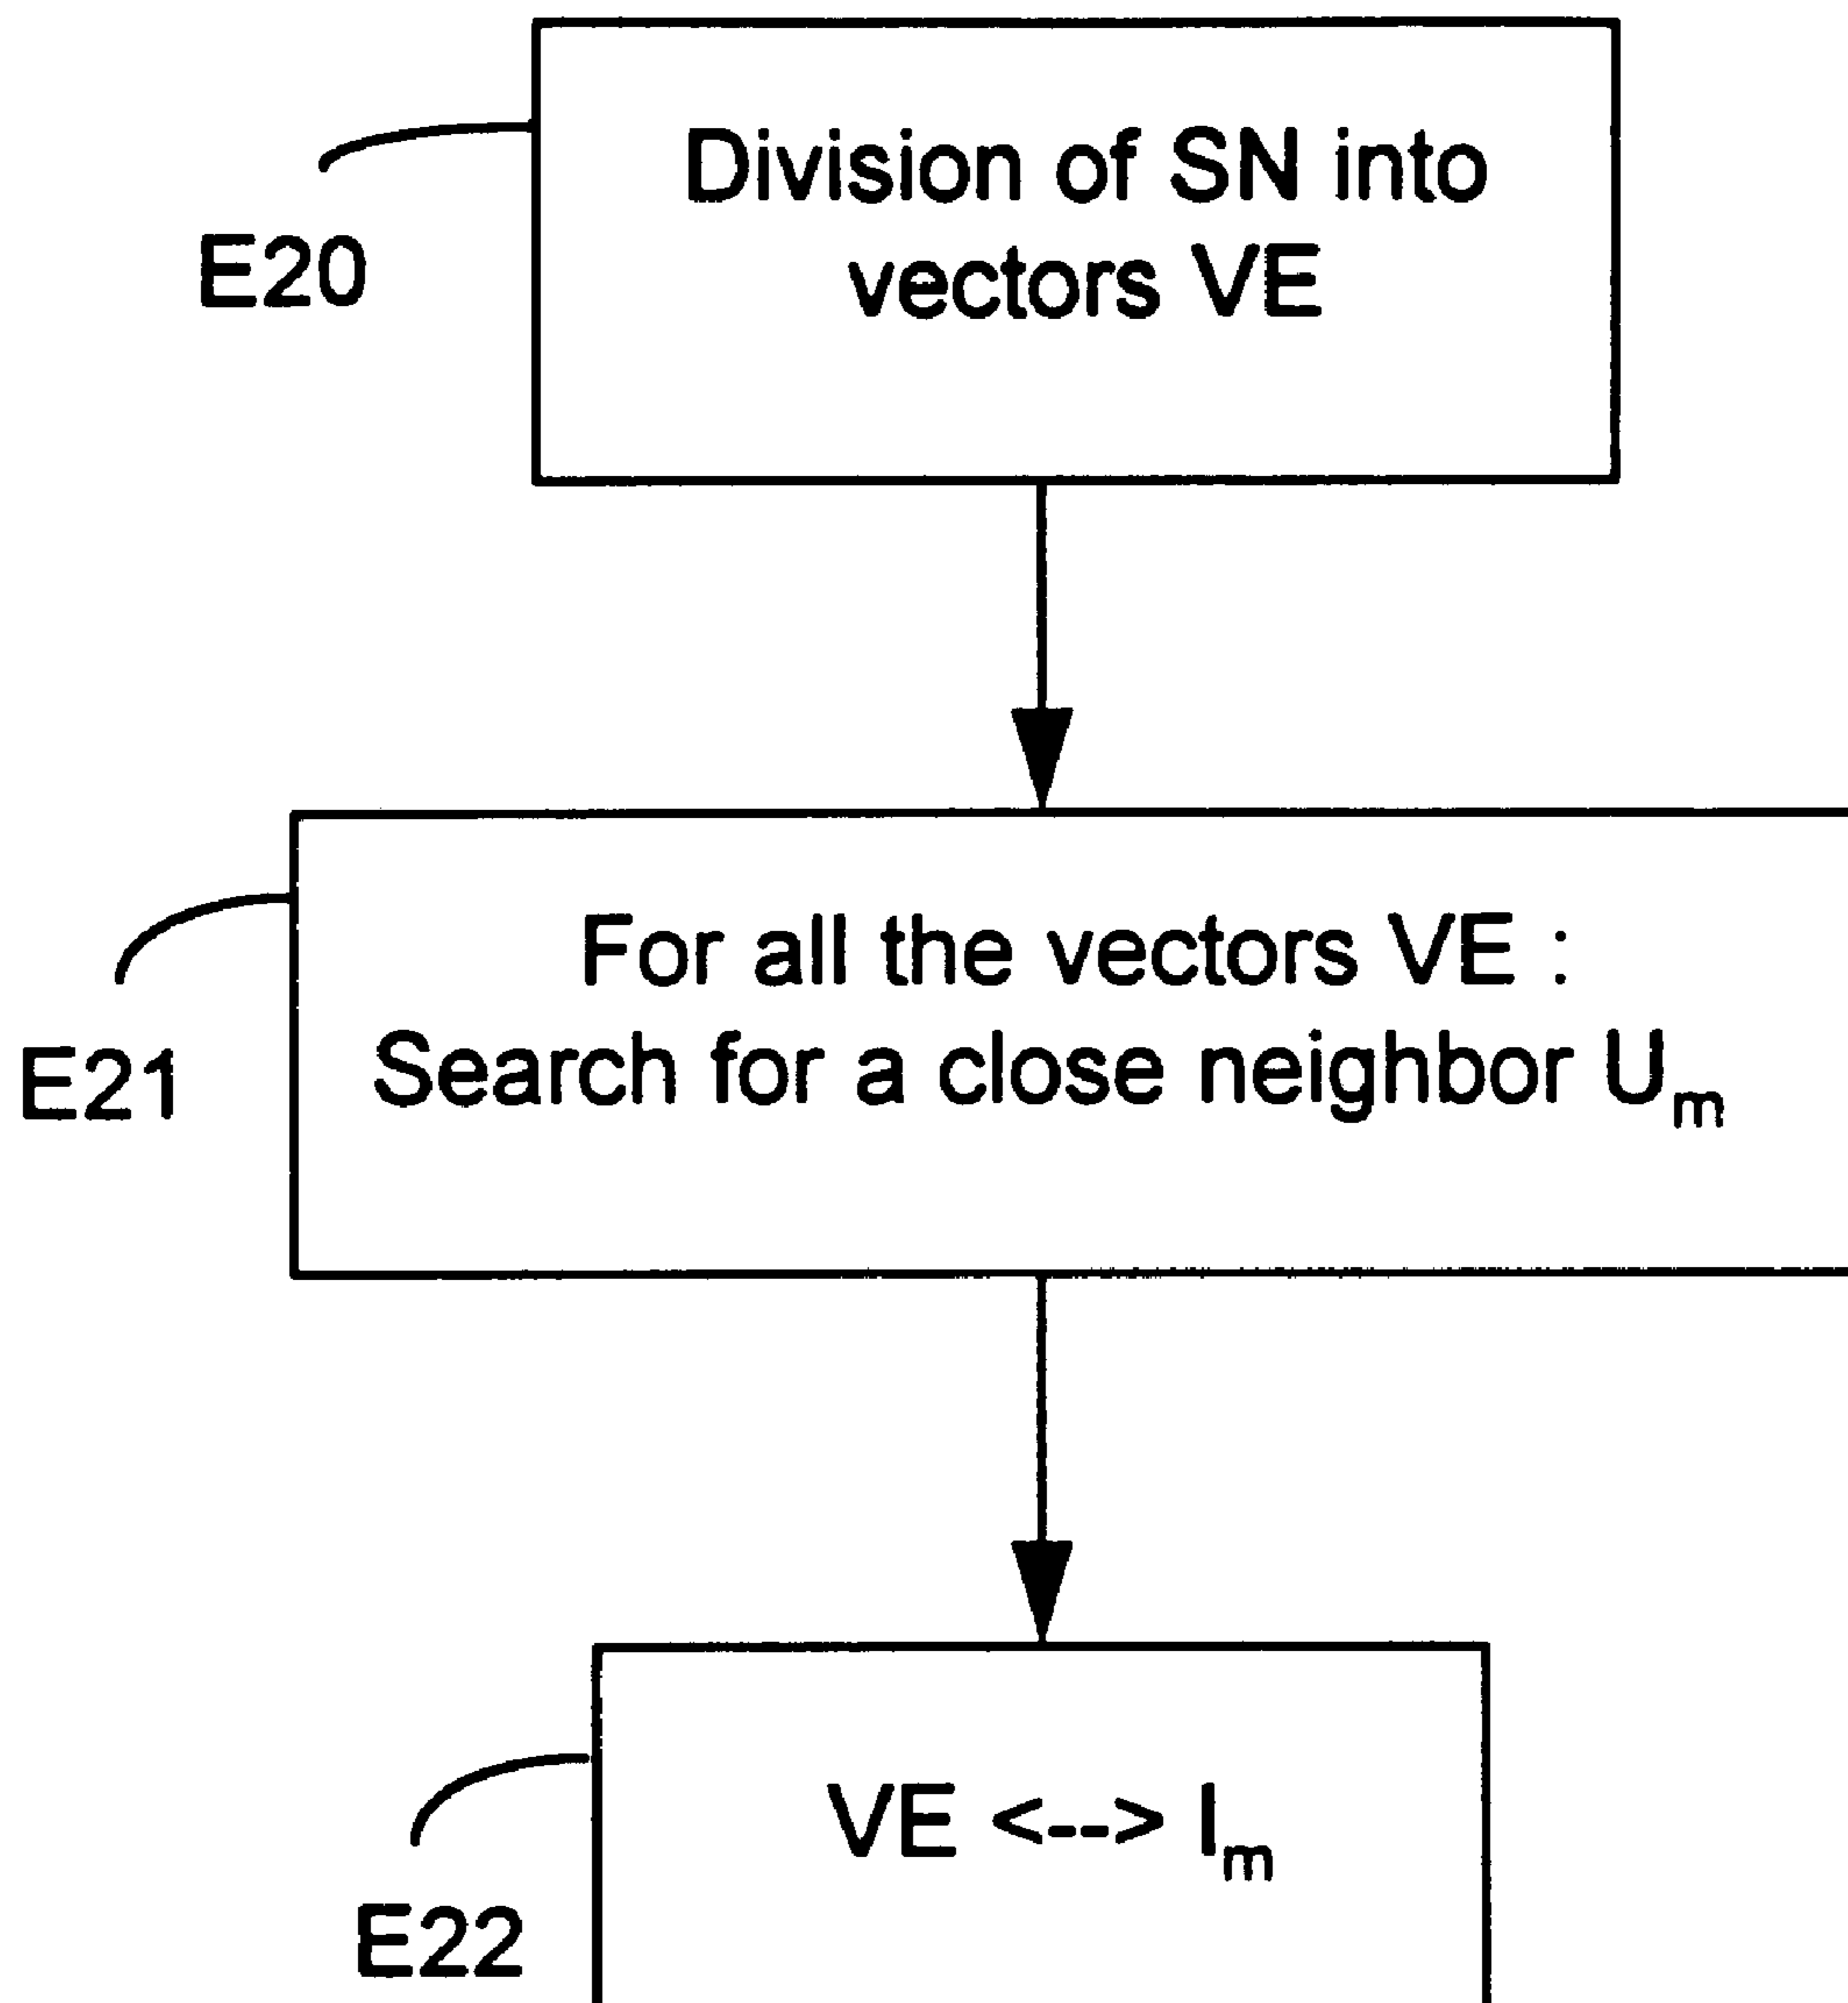 Division of SN into
vectors VE
E20
For all the vectors VE :
Search for a close neighbor Uₘ
E21
VE <--> Iₘ
E22